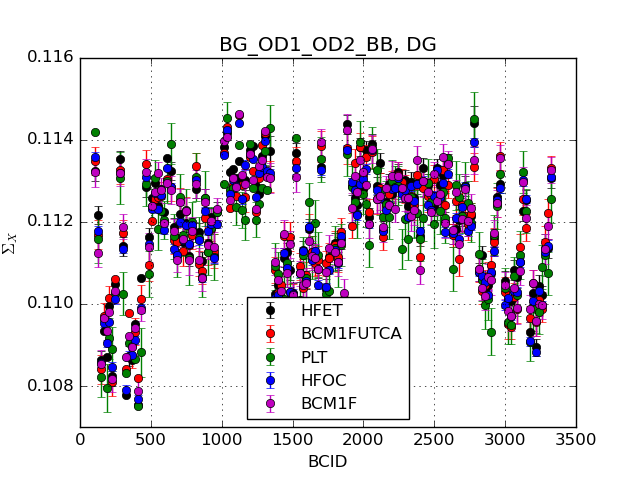 BG_OD1_OD2_BB, DG
0.116
0.114
0.112
0.110
0.108
Σ_X
HFET
BCM1FUTCA
PLT
HFOC
BCM1F
0 500 1000 1500 2000 2500 3000 3500
BCID